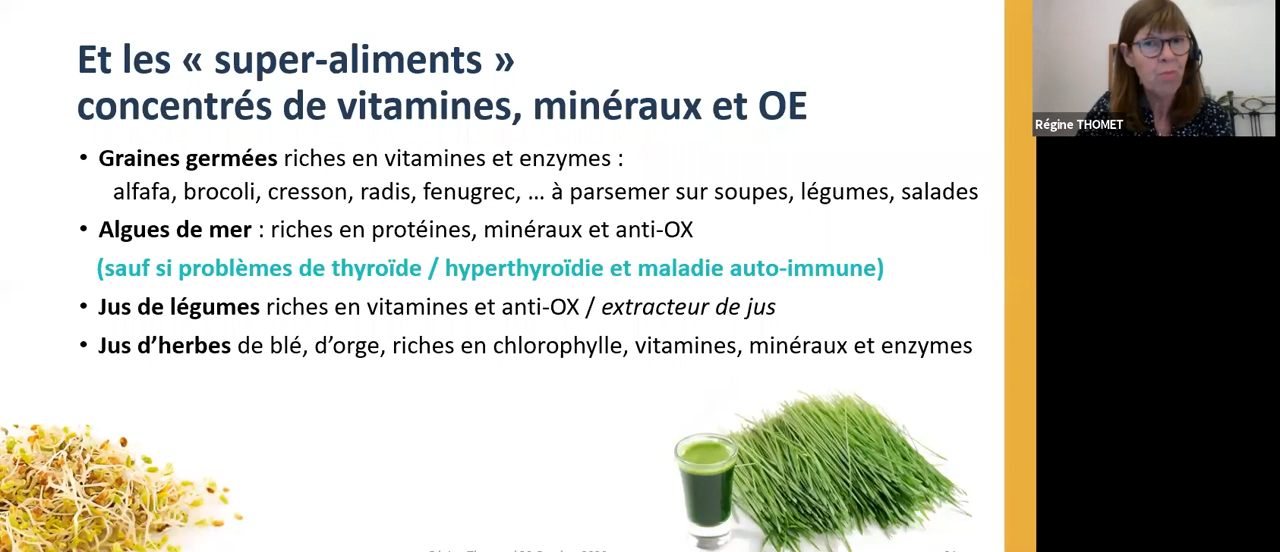 Et les « super-aliments »
concentrés de vitamines, minéraux et OE
• Graines germées riches en vitamines et enzymes :
alfafa, brocoli, cresson, radis, fenugrec, ... à parsemer sur soupes, légumes, salades
• Algues de mer : riches en protéines, minéraux et anti-OX
(sauf si problèmes de thyroïde / hyperthyroïdie et maladie auto-immune)
• Jus de légumes riches en vitamines et anti-OX / extracteur de jus
• Jus d’herbes de blé, d’orge, riches en chlorophylle, vitamines, minéraux et enzymes
Régine THOMET